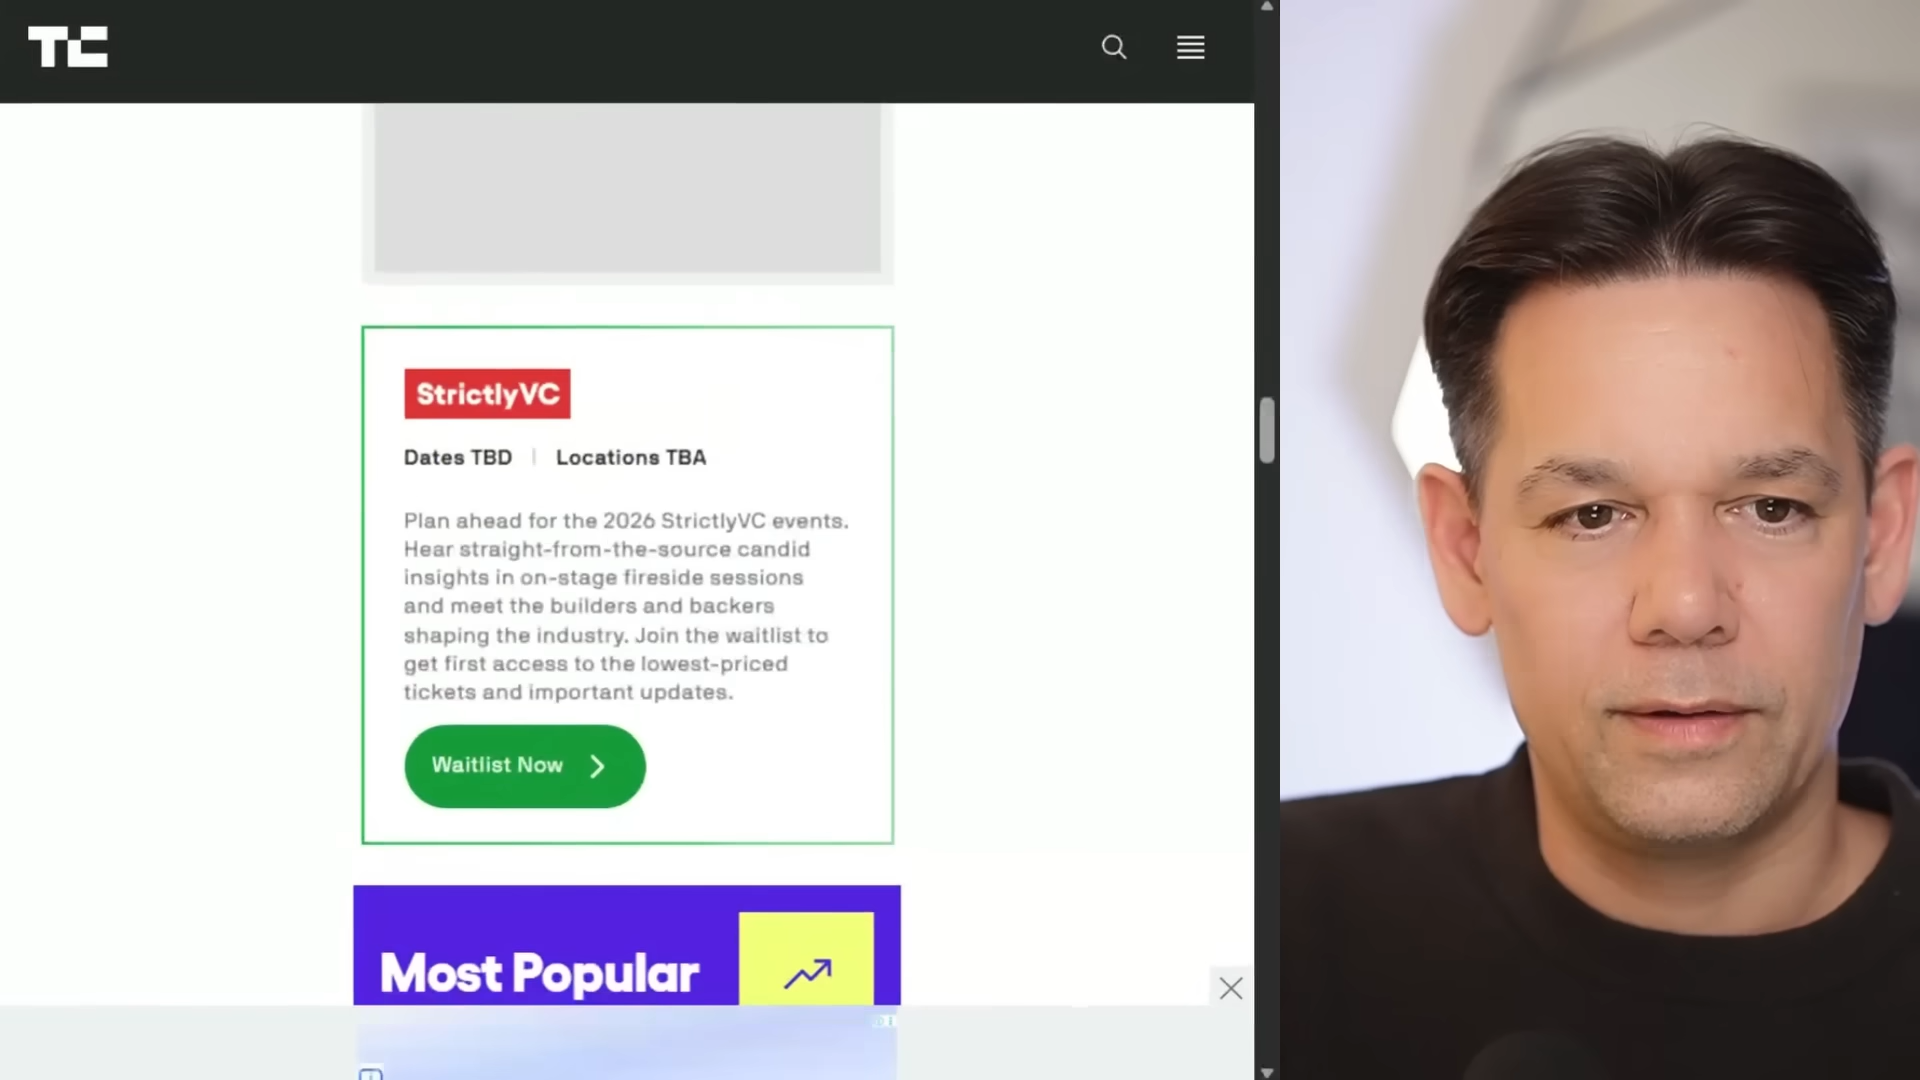 TC
StrictlyVC
Dates TBD | Locations TBA
Plan ahead for the 2026 StrictlyVC events.
Hear straight-from-the-source candid
insights in on-stage fireside sessions
and meet the builders and backers
shaping the industry. Join the waitlist to
get first access to the lowest-priced
tickets and important updates.
Waitlist Now
Most Popular